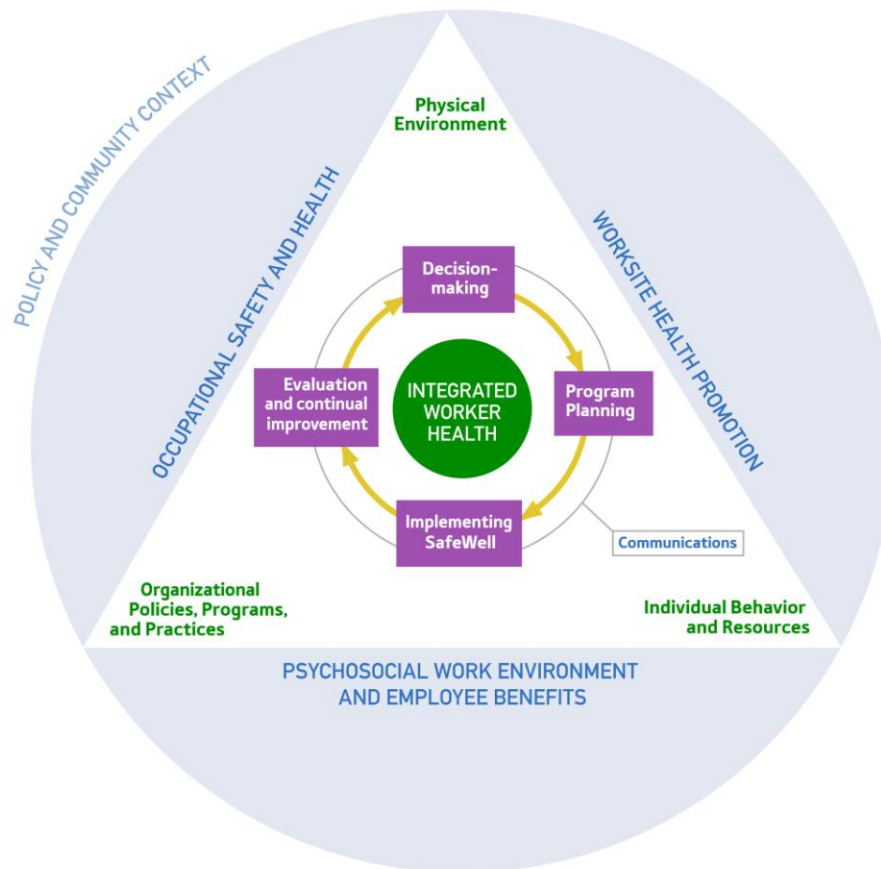 POLICY AND COMMUNITY CONTEXT
OCCUPATIONAL SAFETY AND HEALTH
WORKSITE HEALTH PROMOTION
Physical
Environment
Decision-
making
Evaluation
and continual
improvement
INTEGRATED
WORKER
HEALTH
Program
Planning
Implementing
SafeWell
Communications
Organizational
Policies, Programs,
and Practices
Individual Behavior
and Resources
PSYCHOSOCIAL WORK ENVIRONMENT
AND EMPLOYEE BENEFITS